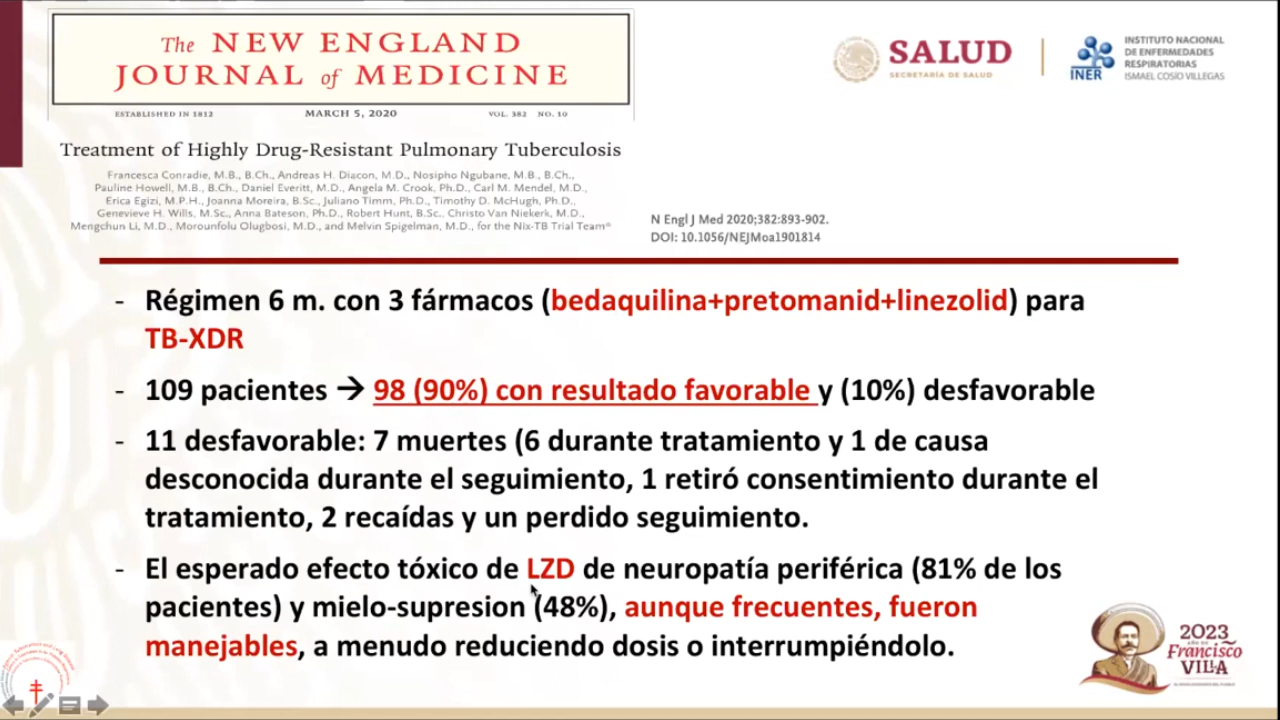 The NEW ENGLAND
JOURNAL of MEDICINE
ESTABLISHED IN 1812 MARCH 5, 2020 VOL. 382 NO. 10
SALUD
SECRETARÍA DE SALUD
INER
INSTITUTO NACIONAL
DE ENFERMEDADES
RESPIRATORIAS
ISMAEL COSÍO VILLEGAS
Treatment of Highly Drug-Resistant Pulmonary Tuberculosis
Francesca Conradie, M.B., B.Ch., Andreas H. Diacon, M.D., Nosipho Ngubane, M.B., B.Ch.,
Pauline Howell, M.B., B.Ch., Daniel Everitt, M.D., Angela M. Crook, Ph.D., Carl M. Mendel, M.D.,
Erica Egizi, M.P.H., Joanna Moreira, B.Sc., Juliano Timm, Ph.D., Timothy D. McHugh, Ph.D.,
Genevieve H. Wills, M.Sc., Anna Bateson, Ph.D., Robert Hunt, B.Sc., Christo Van Niekerk, M.D.,
Mengchun Li, M.D., Morounfolu Olugbosi, M.D., and Melvin Spigelman, M.D., for the Nix-TB Trial Team*
N Engl J Med 2020;382:893-902.
DOI: 10.1056/NEJMoa1901814
- Régimen 6 m. con 3 fármacos (bedaquilina+pretomanid+linezolid) para
TB-XDR
- 109 pacientes → 98 (90%) con resultado favorable y (10%) desfavorable
- 11 desfavorable: 7 muertes (6 durante tratamiento y 1 de causa
desconocida durante el seguimiento, 1 retiró consentimiento durante el
tratamiento, 2 recaídas y un perdido seguimiento.
- El esperado efecto tóxico de LZD de neuropatía periférica (81% de los
pacientes) y mielo-supresion (48%), aunque frecuentes, fueron
manejables, a menudo reduciendo dosis o interrumpiéndolo.
2023
AÑO DE
Francisco
VILLA